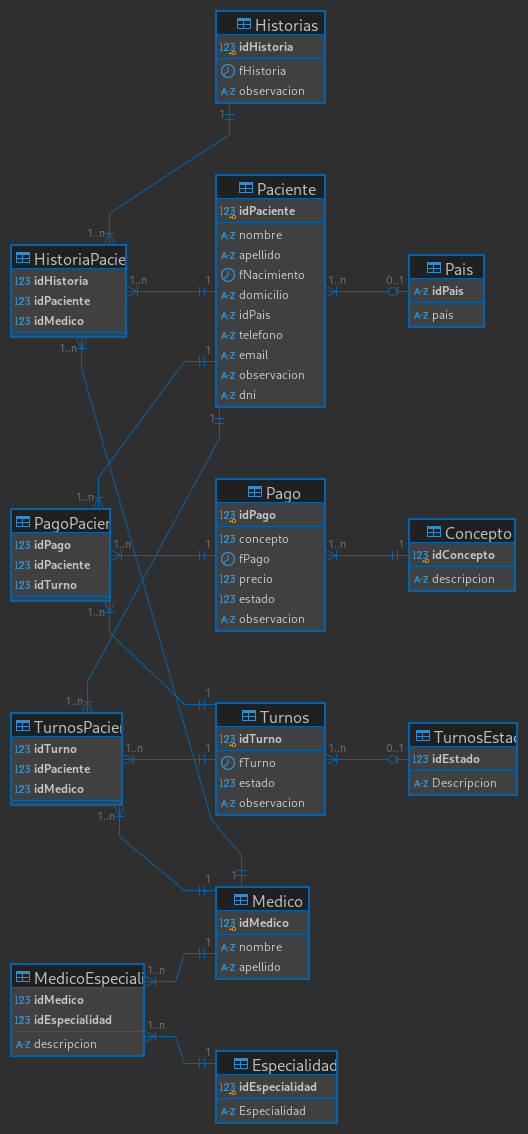 Historias
123 idHistoria
fHistoria
A-Z observacion
1
1..n
Paciente
123 idPaciente
A-Z nombre
A-Z apellido
fNacimiento
A-Z domicilio
A-Z idPais
A-Z telefono
A-Z email
A-Z observacion
A-Z dni
HistoriaPacie
123 idHistoria
123 idPaciente
123 idMedico
1..n
1
1..n
0..1
Pais
A-Z idPais
A-Z pais
1..n
1
1
1..n
Pago
123 idPago
123 concepto
fPago
123 precio
123 estado
A-Z observacion
PagoPacien
123 idPago
123 idPaciente
123 idTurno
1..n
1
1..n
1
Concepto
123 idConcepto
A-Z descripcion
1..n
1
1..n
Turnos
123 idTurno
fTurno
123 estado
A-Z observacion
TurnosPacien
123 idTurno
123 idPaciente
123 idMedico
1..n
1
1..n
0..1
TurnosEstad
123 idEstado
A-Z Descripcion
1..n
1
1
Medico
123 idMedico
A-Z nombre
A-Z apellido
MedicoEspeciali
123 idMedico
123 idEspecialidad
A-Z descripcion
1..n
1
1..n
1
Especialidad
123 idEspecialidad
A-Z Especialidad